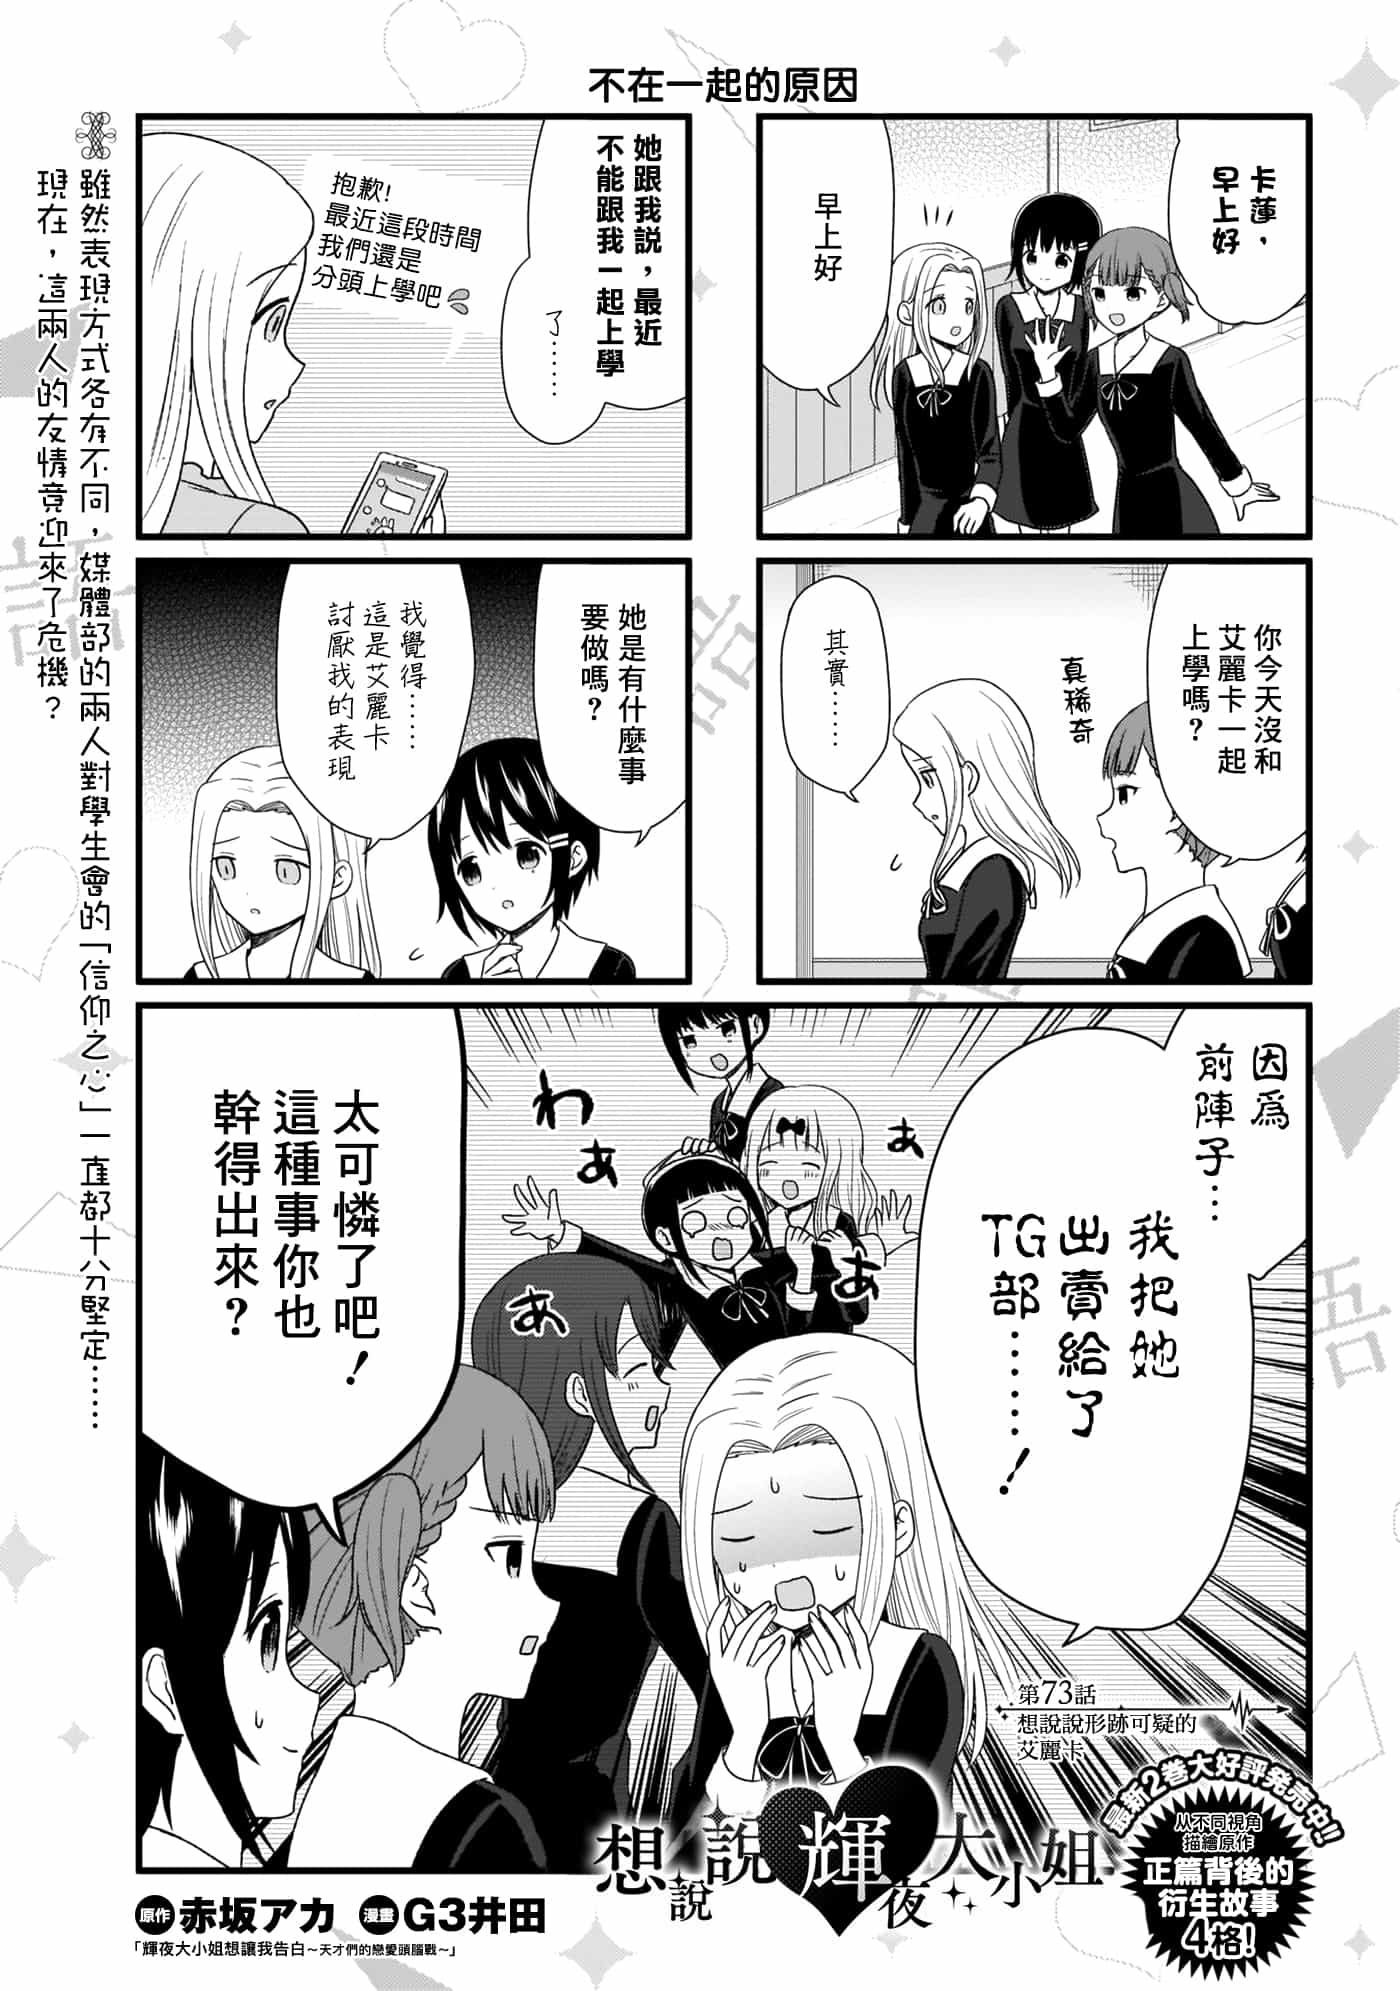 不在一起的原因
卡蓮，
早上好
早上好
她跟我説，最近
不能跟我一起上學
了……
抱歉!
最近這段時間
我們還是
分頭上學吧
你今天沒和
艾麗卡一起
上學嗎？
真稀奇
其實……
她是有什麼事
要做嗎？
我覺得……
這是艾麗卡
討厭我的表現
因爲
前陣子…
我把她
出賣給了
TG部……！
わぁ
あぁ
あぁ
あぁ
太可憐了吧！
這種事你也
幹得出來？
雖然表現方式各有不同，媒體部的兩人對學生會的「信仰之心」一直都十分堅定……
現在，這兩人的友情竟迎來了危機？
第73話
想說說形跡可疑的
艾麗卡
想說說輝夜大小姐
最新2巻大好評発売中!!
从不同視角
描繪原作
正篇背後的
衍生故事
4格!
原作 赤坂アカ 漫畫 G3井田
「輝夜大小姐想讓我告白~天才們的戀愛頭腦戰~」
話
語
語
語